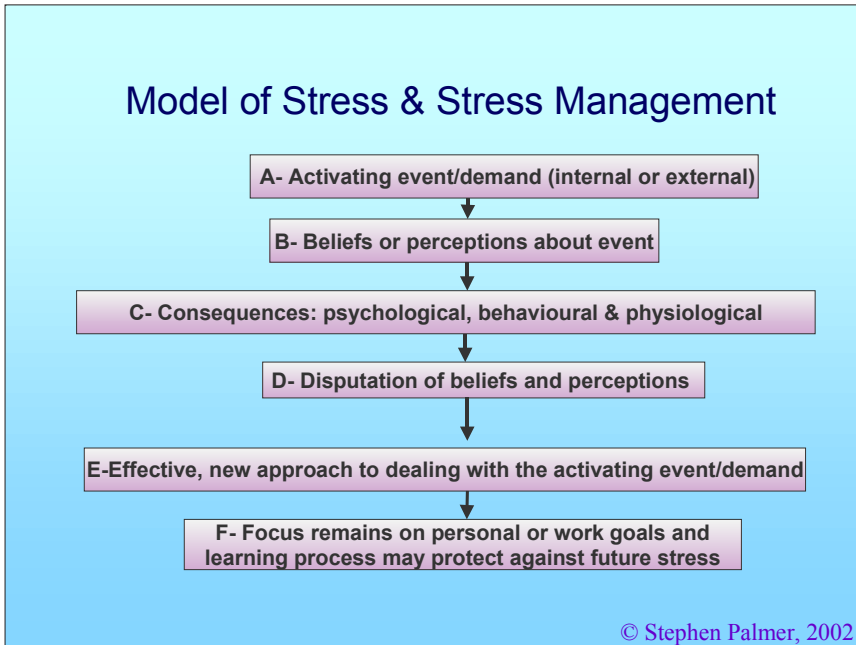 Model of Stress & Stress Management
A- Activating event/demand (internal or external)
B- Beliefs or perceptions about event
C- Consequences: psychological, behavioural & physiological
D- Disputation of beliefs and perceptions
E-Effective, new approach to dealing with the activating event/demand
F- Focus remains on personal or work goals and
learning process may protect against future stress
© Stephen Palmer, 2002